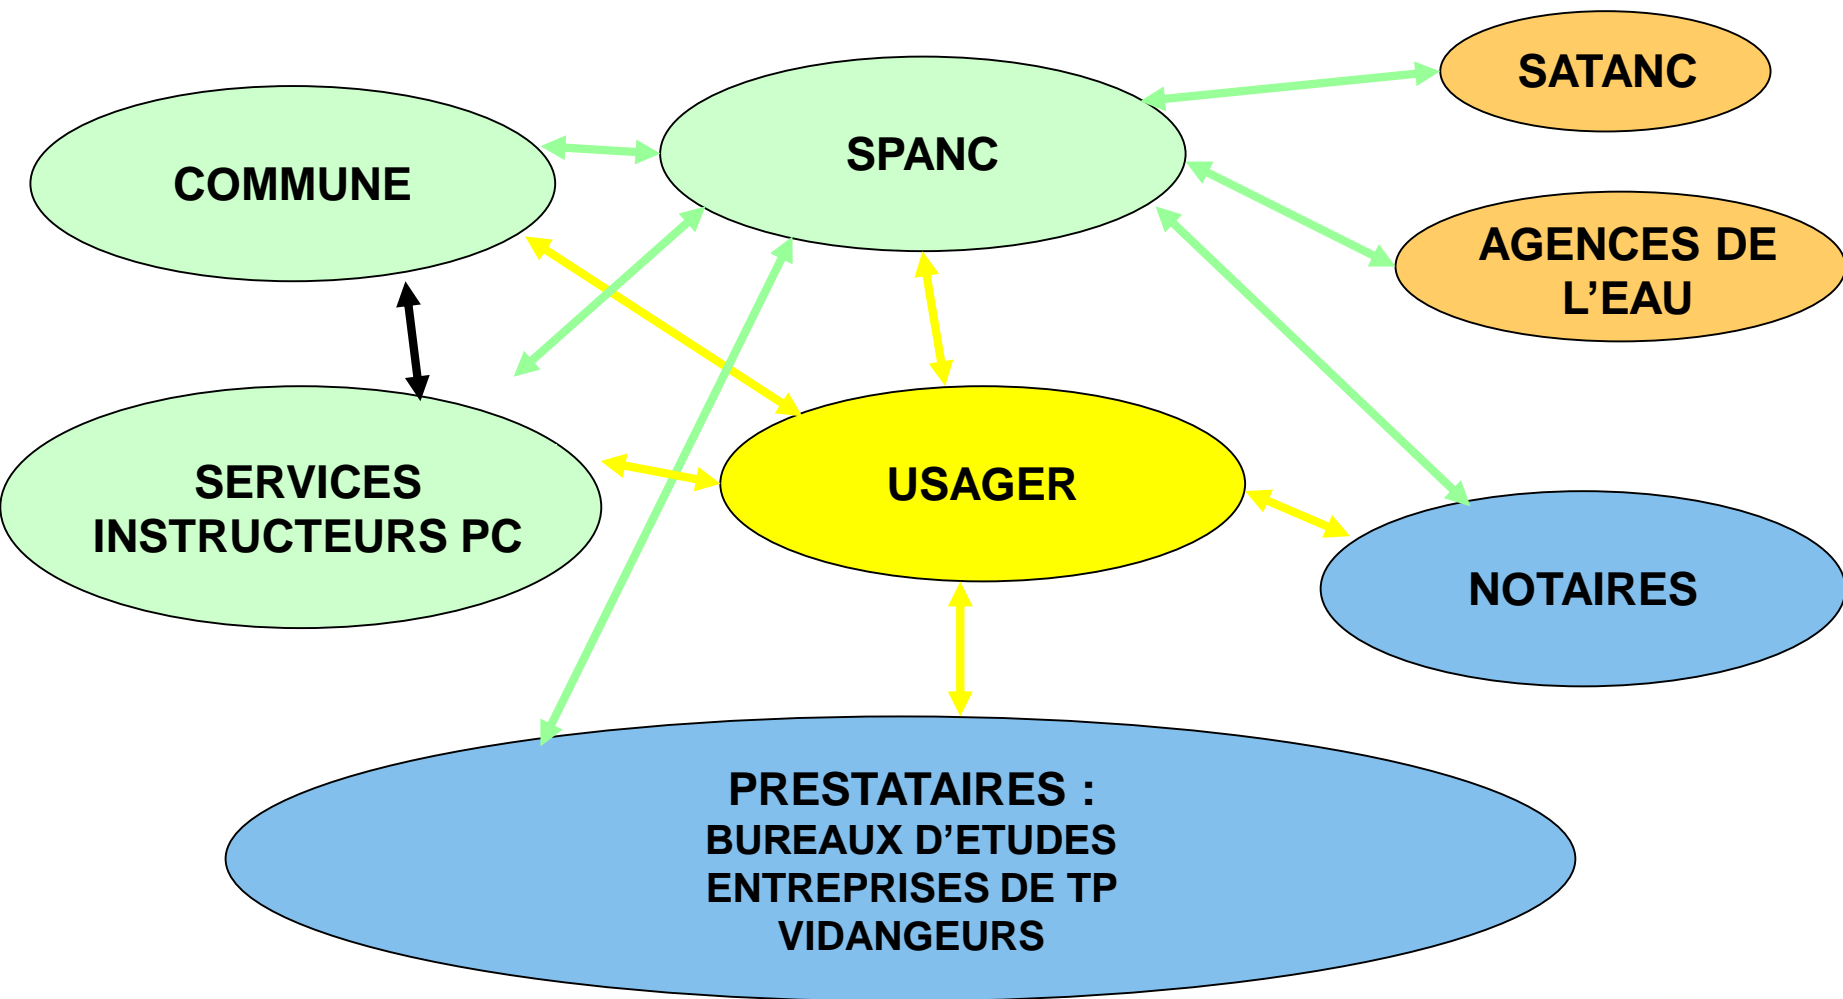 SATANC
SPANC
COMMUNE
AGENCES DE
L’EAU
SERVICES
INSTRUCTEURS PC
USAGER
NOTAIRES
PRESTATAIRES :
BUREAUX D’ETUDES
ENTREPRISES DE TP
VIDANGEURS